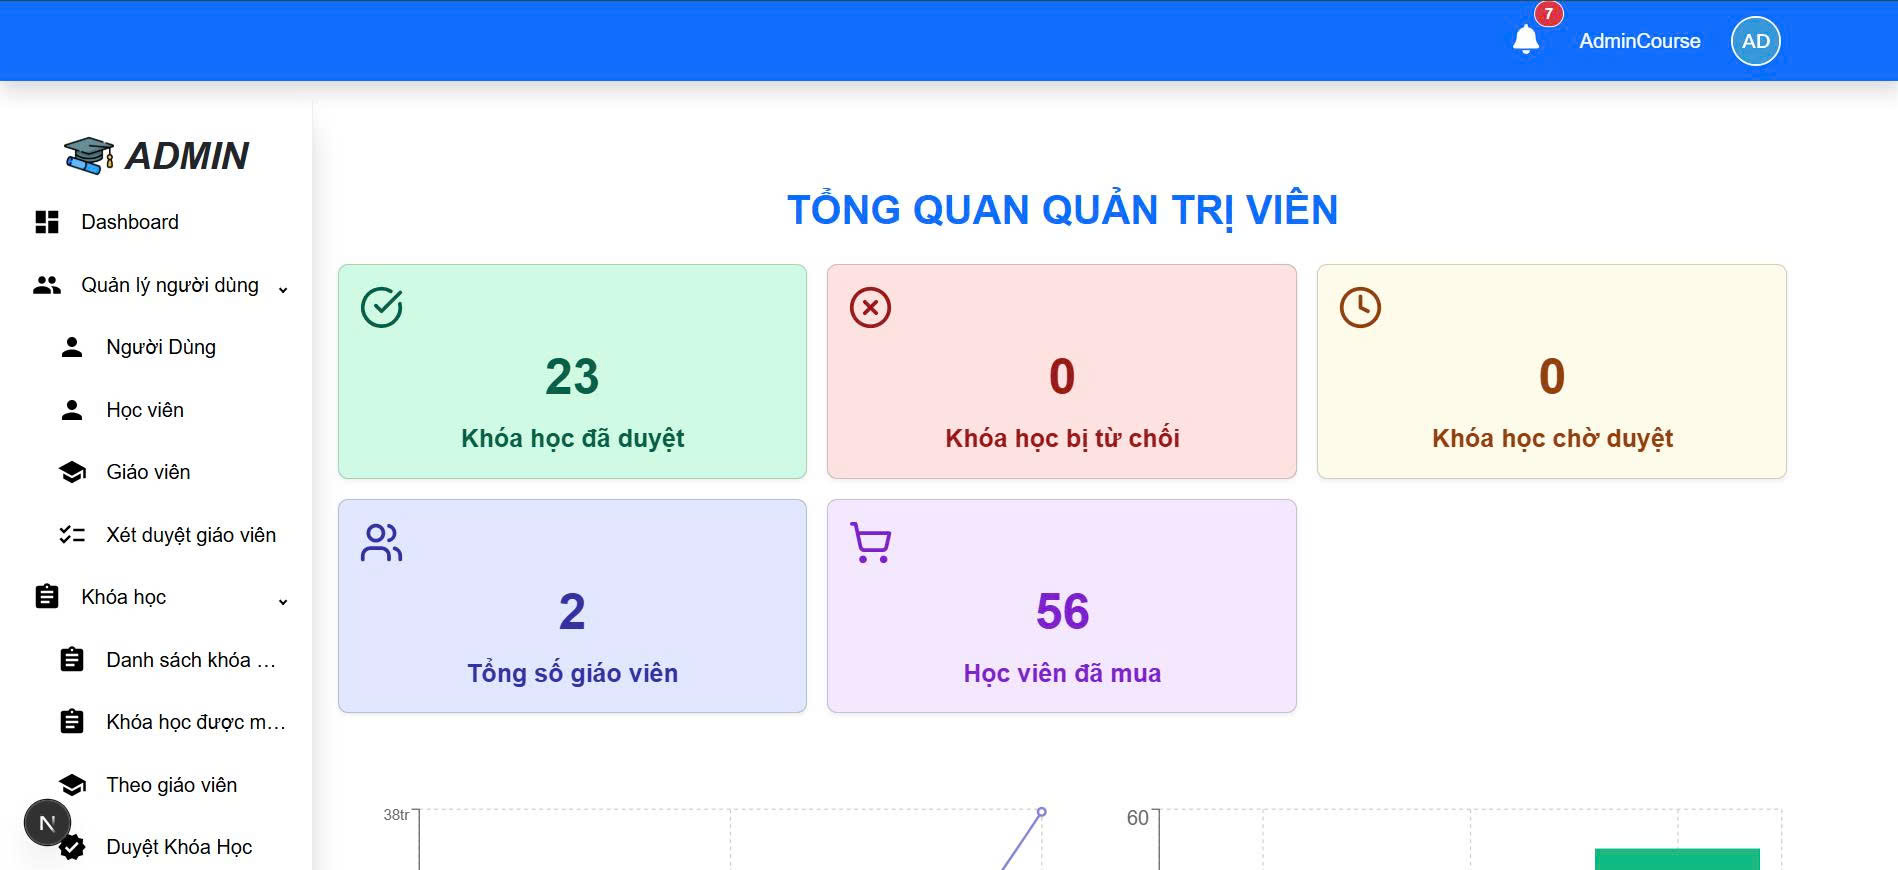 7
AdminCourse
AD
ADMIN
Dashboard
Quản lý người dùng
Người Dùng
Học viên
Giáo viên
Xét duyệt giáo viên
Khóa học
Danh sách khóa ...
Khóa học được m...
Theo giáo viên
N
Duyệt Khóa Học
TỔNG QUAN QUẢN TRỊ VIÊN
23
Khóa học đã duyệt
0
Khóa học bị từ chối
0
Khóa học chờ duyệt
2
Tổng số giáo viên
56
Học viên đã mua
38tr
60